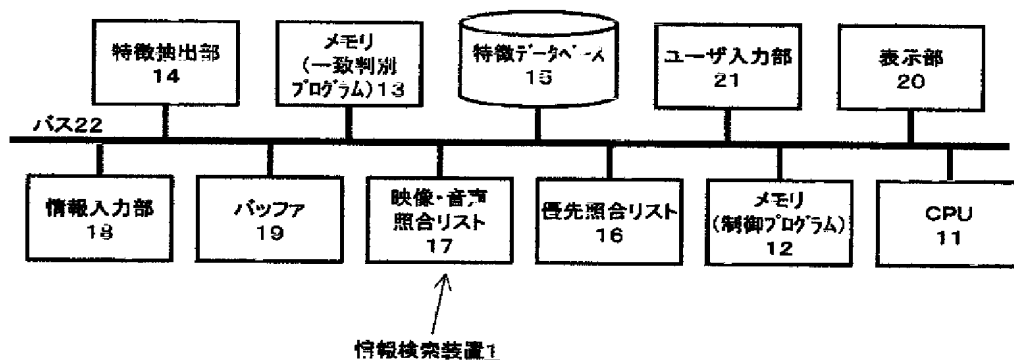 特徴抽出部
14
メモリ
(一致判別
プログラム)13
特徴データベース
15
ユーザ入力部
21
表示部
20
バス22
情報入力部
18
バッファ
19
映像・音声
照合リスト
17
優先照合リスト
16
メモリ
(制御プログラム)
12
CPU
11
情報検索装置1